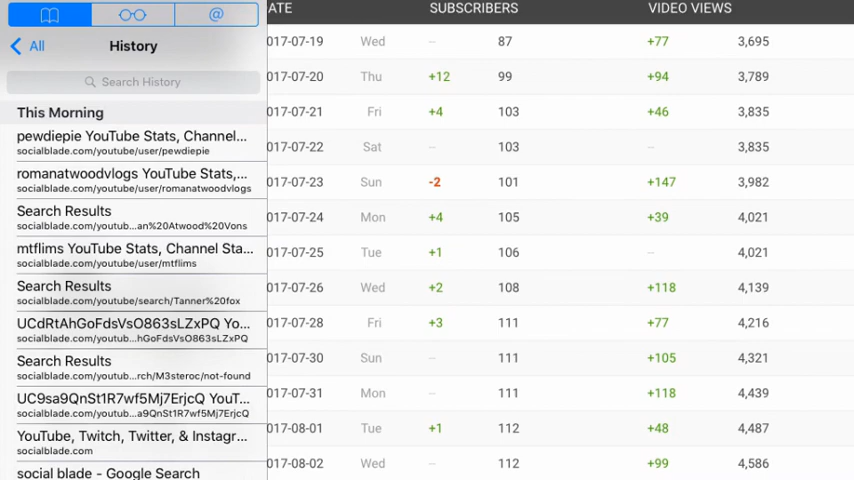 @
All
History
Search History
This Morning
pewdiepie YouTube Stats, Channel...
socialblade.com/youtube/user/pewdiepie
romanatwoodvlogs YouTube Stats,...
socialblade.com/youtube/user/romanatwoodvlogs
Search Results
socialblade.com/youtub...an%20Atwood%20Vons
mtflims YouTube Stats, Channel Sta...
socialblade.com/youtube/user/mtflims
Search Results
socialblade.com/youtube/search/Tanner%20fox
UCdRtAhGoFdsVsO863sLZxPQ Yo...
socialblade.com/youtub...hGoFdsVsO863sLZxPQ
Search Results
socialblade.com/youtub...rch/M3steroc/not-found
UC9sa9QnSt1R7wf5Mj7ErjcQ YouT...
socialblade.com/youtub...a9QnSt1R7wf5Mj7ErjcQ
YouTube, Twitch, Twitter, & Instagr...
socialblade.com
social blade - Google Search
ATE SUBSCRIBERS VIDEO VIEWS
017-07-19 Wed -- 87 +77 3,695
017-07-20 Thu +12 99 +94 3,789
017-07-21 Fri +4 103 +46 3,835
017-07-22 Sat -- 103 -- 3,835
017-07-23 Sun -2 101 +147 3,982
017-07-24 Mon +4 105 +39 4,021
017-07-25 Tue +1 106 -- 4,021
017-07-26 Wed +2 108 +118 4,139
017-07-28 Fri +3 111 +77 4,216
017-07-30 Sun -- 111 +105 4,321
017-07-31 Mon -- 111 +118 4,439
017-08-01 Tue +1 112 +48 4,487
017-08-02 Wed -- 112 +99 4,586